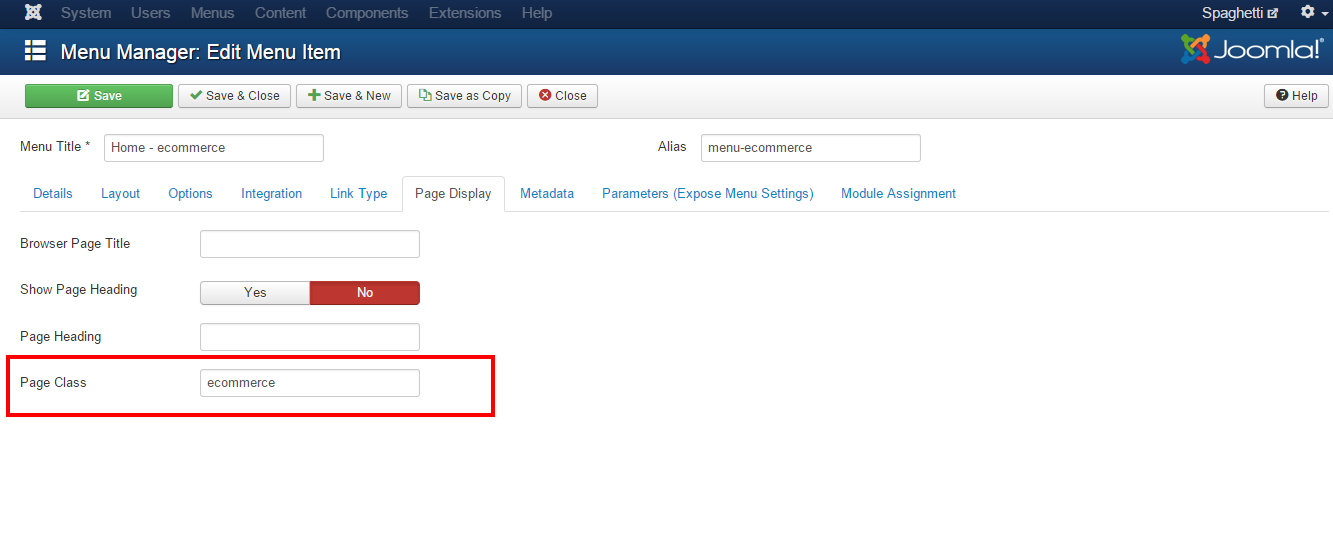 System Users Menus Content Components Extensions Help Spaghetti
Menu Manager: Edit Menu Item Joomla!®
Save Save & Close Save & New Save as Copy Close Help
Menu Title * Home - ecommerce Alias menu-ecommerce
Details Layout Options Integration Link Type Page Display Metadata Parameters (Expose Menu Settings) Module Assignment
Browser Page Title
Show Page Heading Yes No
Page Heading
Page Class ecommerce